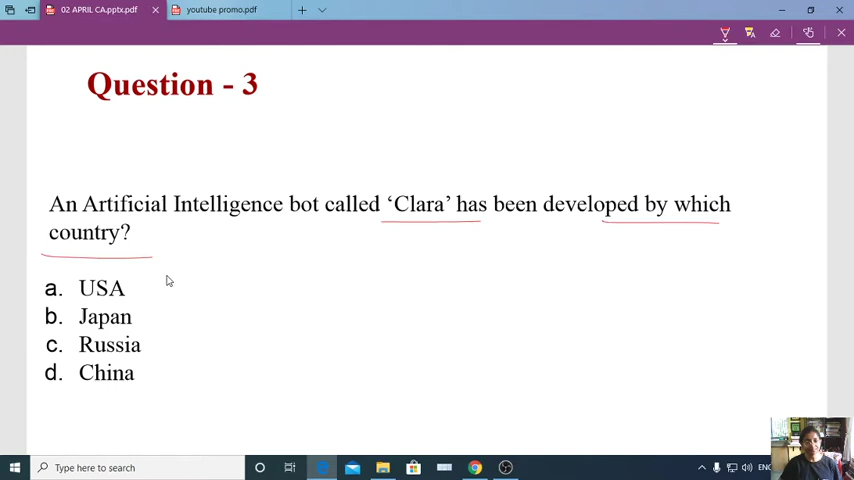 02 APRIL CA.pptx.pdf
youtube promo.pdf
Question - 3
An Artificial Intelligence bot called ‘Clara’ has been developed by which
country?
a. USA
b. Japan
c. Russia
d. China
Type here to search
ENG